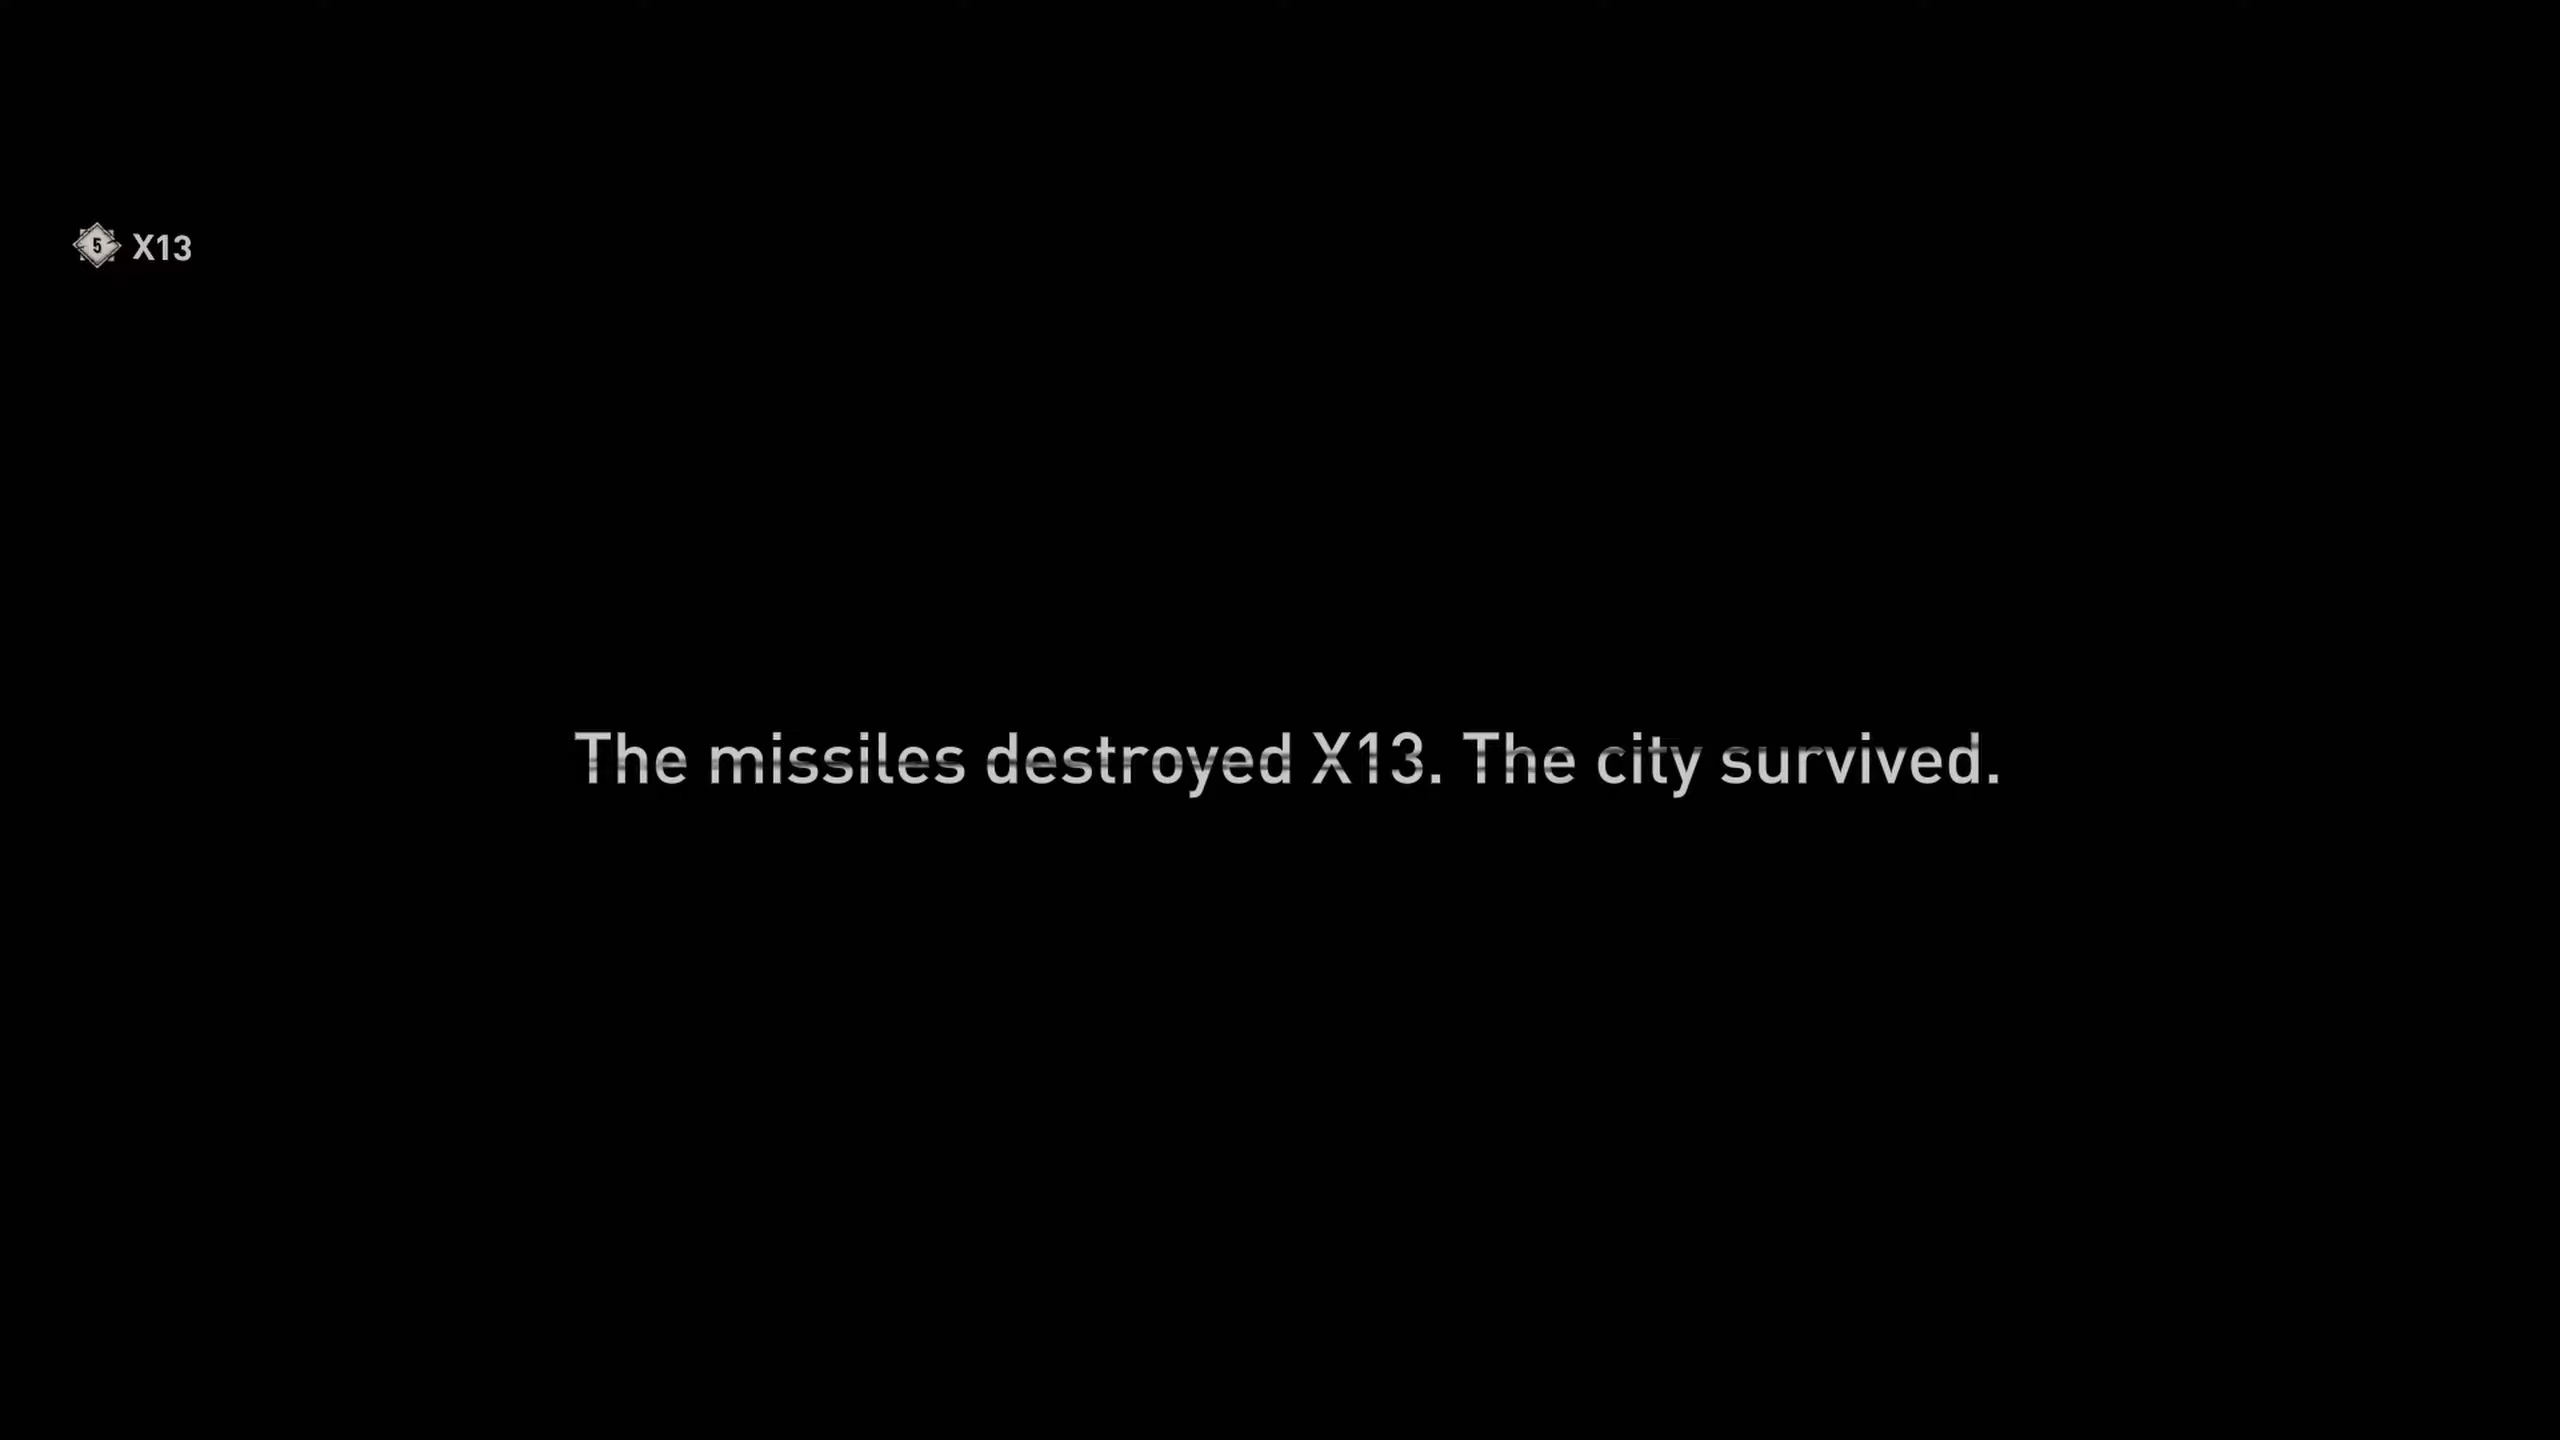 5 X13
The missiles destroyed X13. The city survived.